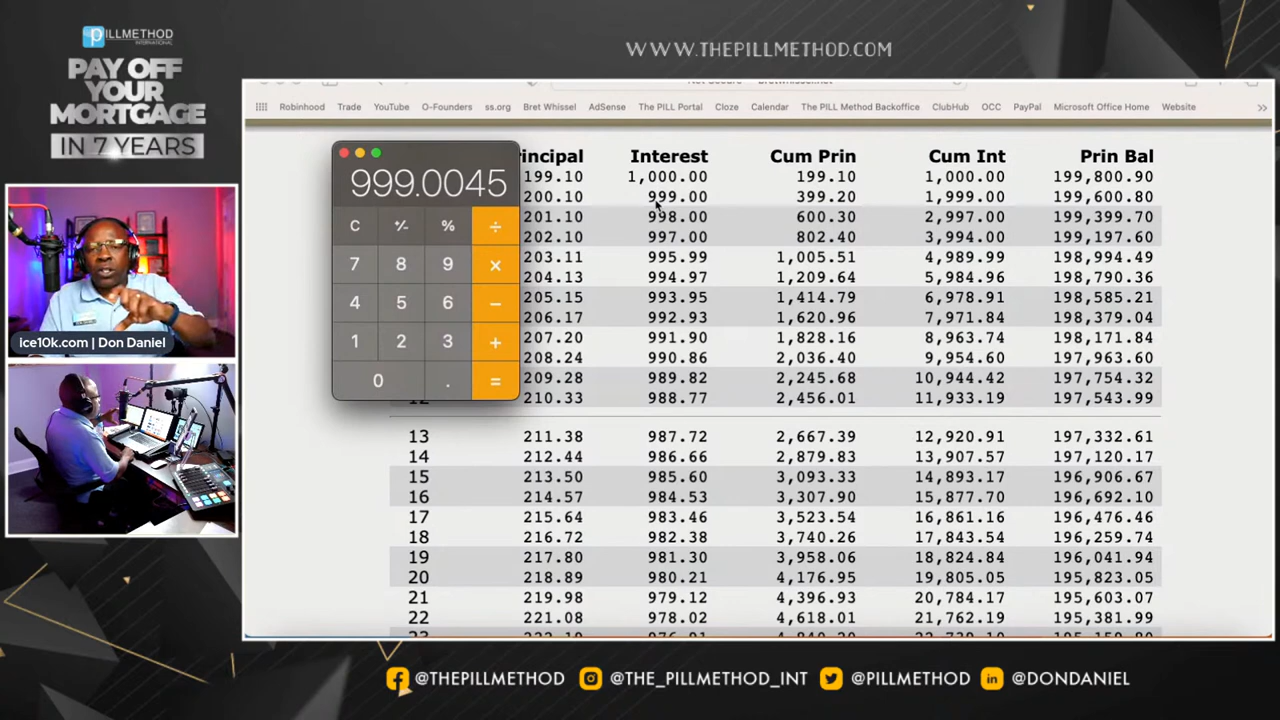 PILLMETHOD
INTERNATIONAL
PAY OFF
YOUR
MORTGAGE
IN 7 YEARS
WWW.THEPILLMETHOD.COM
Robinhood Trade YouTube O-Founders ss.org Bret Whissel AdSense The PILL Portal Cloze Calendar The PILL Method Backoffice ClubHub OCC PayPal Microsoft Office Home Website
rincipal Interest Cum Prin Cum Int Prin Bal
199.10 1,000.00 199.10 1,000.00 199,800.90
200.10 999.00 399.20 1,999.00 199,600.80
201.10 998.00 600.30 2,997.00 199,399.70
202.10 997.00 802.40 3,994.00 199,197.60
203.11 995.99 1,005.51 4,989.99 198,994.49
204.13 994.97 1,209.64 5,984.96 198,790.36
205.15 993.95 1,414.79 6,978.91 198,585.21
206.17 992.93 1,620.96 7,971.84 198,379.04
207.20 991.90 1,828.16 8,963.74 198,171.84
208.24 990.86 2,036.40 9,954.60 197,963.60
209.28 989.82 2,245.68 10,944.42 197,754.32
12 210.33 988.77 2,456.01 11,933.19 197,543.99
13 211.38 987.72 2,667.39 12,920.91 197,332.61
14 212.44 986.66 2,879.83 13,907.57 197,120.17
15 213.50 985.60 3,093.33 14,893.17 196,906.67
16 214.57 984.53 3,307.90 15,877.70 196,692.10
17 215.64 983.46 3,523.54 16,861.16 196,476.46
18 216.72 982.38 3,740.26 17,843.54 196,259.74
19 217.80 981.30 3,958.06 18,824.84 196,041.94
20 218.89 980.21 4,176.95 19,805.05 195,823.05
21 219.98 979.12 4,396.93 20,784.17 195,603.07
22 221.08 978.02 4,618.01 21,762.19 195,381.99
999.0045
C +⁄- % ÷
7 8 9 ×
4 5 6 −
1 2 3 +
0 . =
ice10k.com | Don Daniel
@THEPILLMETHOD @THE_PILLMETHOD_INT @PILLMETHOD @DONDANIEL